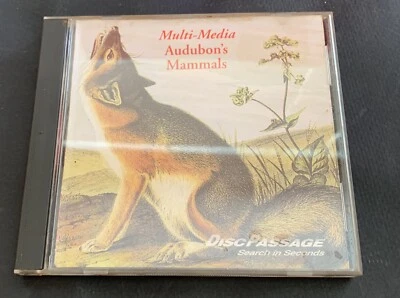 Multi-Media
Audubon's
Mammals
DiscPassage
Search in Seconds